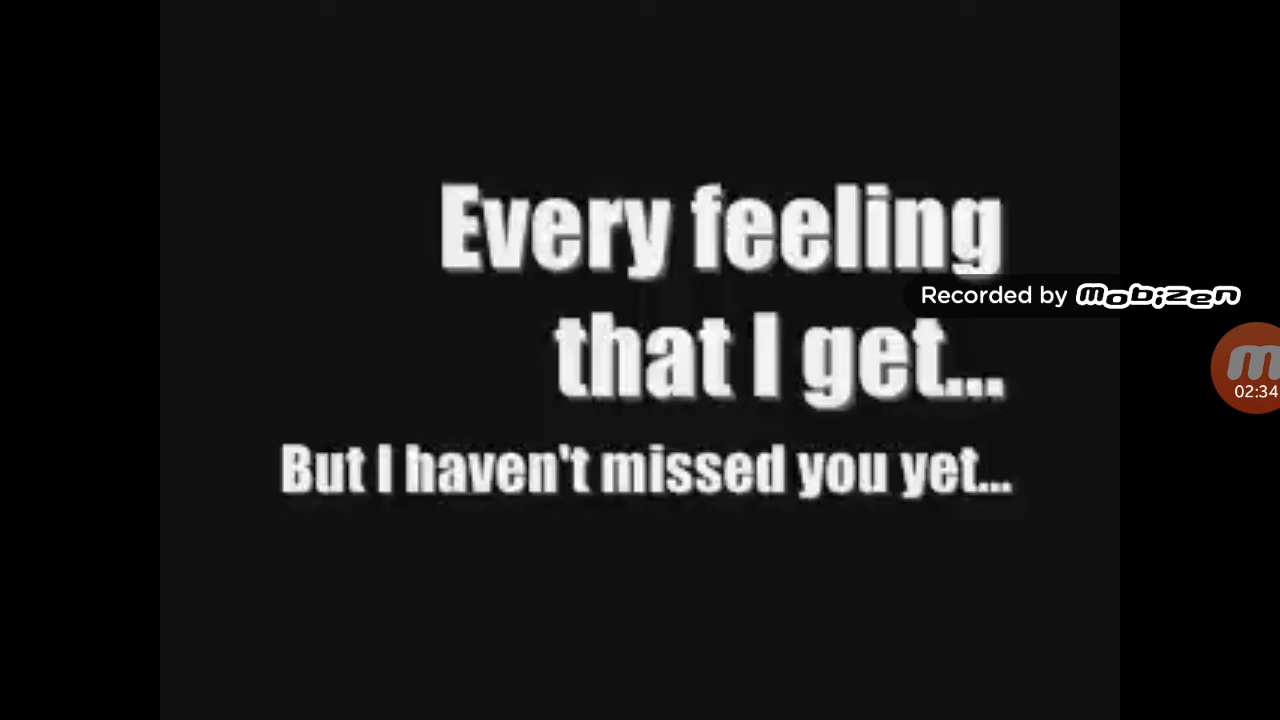 Every feeling
that I get...
But I haven't missed you yet...
Recorded by mobizen
02:34